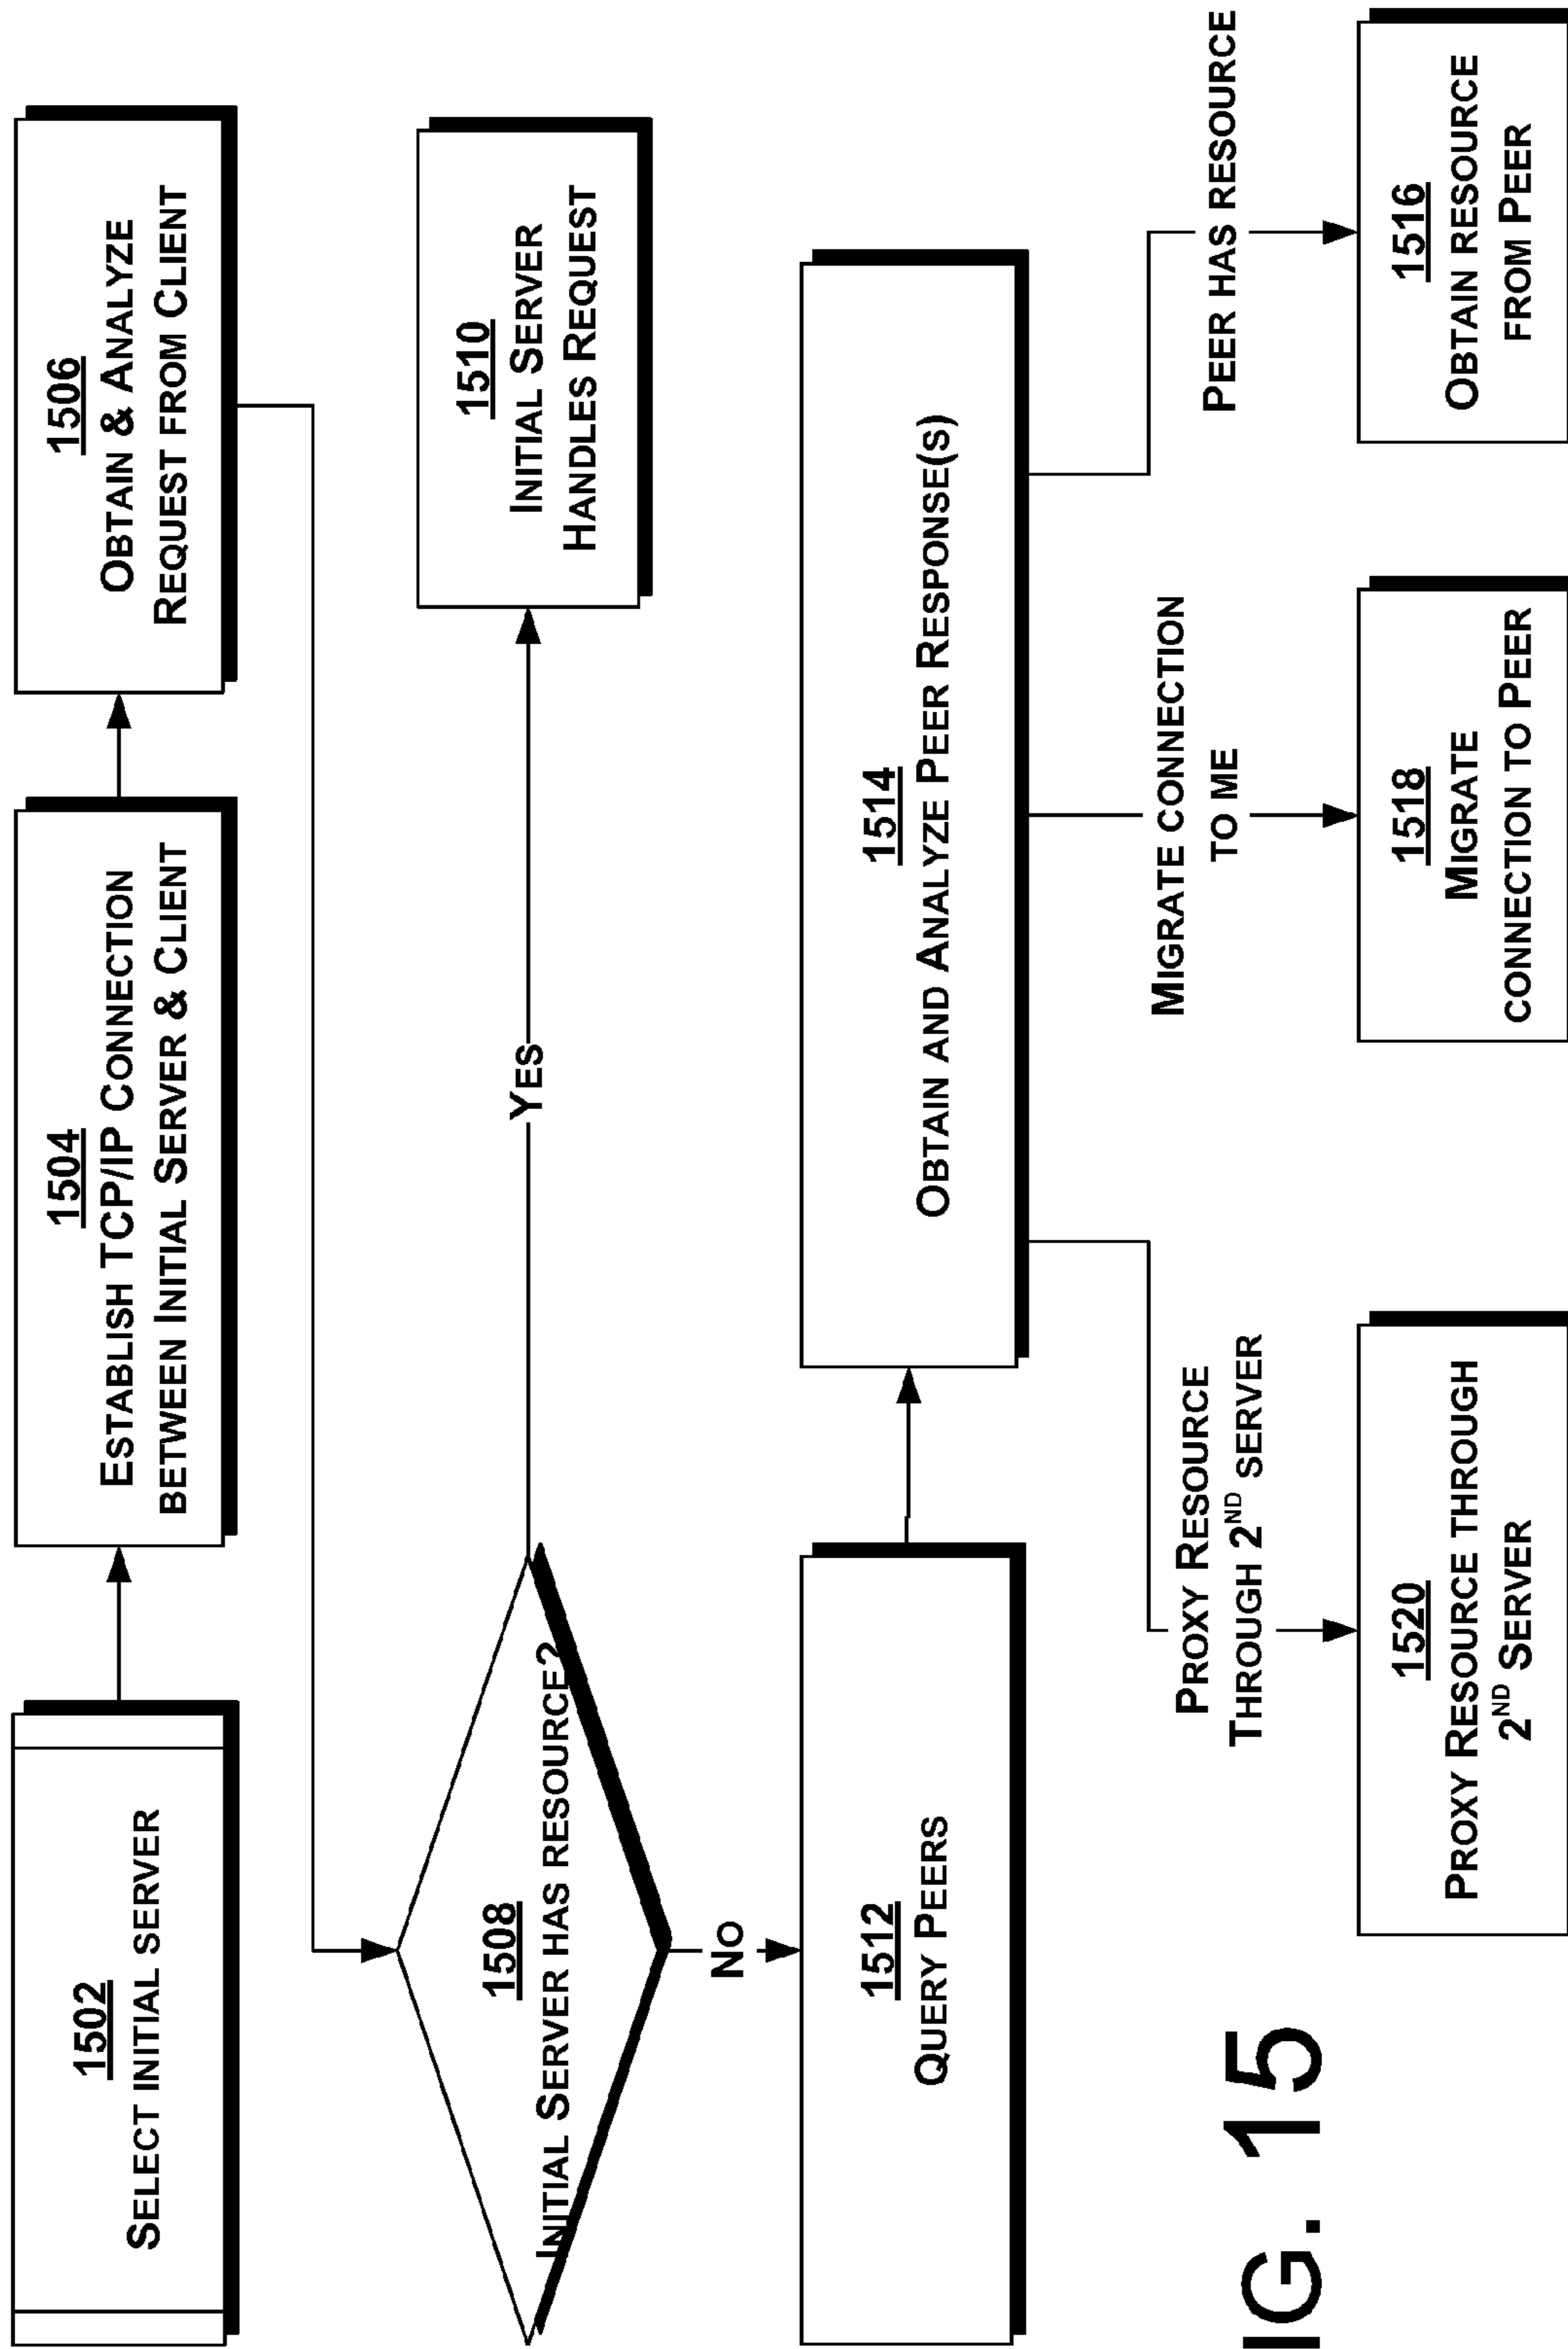 1502
SELECT INITIAL SERVER
1504
ESTABLISH TCP/IP CONNECTION
BETWEEN INITIAL SERVER & CLIENT
1506
OBTAIN & ANALYZE
REQUEST FROM CLIENT
1508
INITIAL SERVER HAS RESOURCE?
YES
1510
INITIAL SERVER
HANDLES REQUEST
NO
1512
QUERY PEERS
1514
OBTAIN AND ANALYZE PEER RESPONSE(S)
PROXY RESOURCE
THROUGH 2ND SERVER
MIGRATE CONNECTION
TO ME
PEER HAS RESOURCE
1520
PROXY RESOURCE THROUGH
2ND SERVER
1518
MIGRATE
CONNECTION TO PEER
1516
OBTAIN RESOURCE
FROM PEER
IG. 15